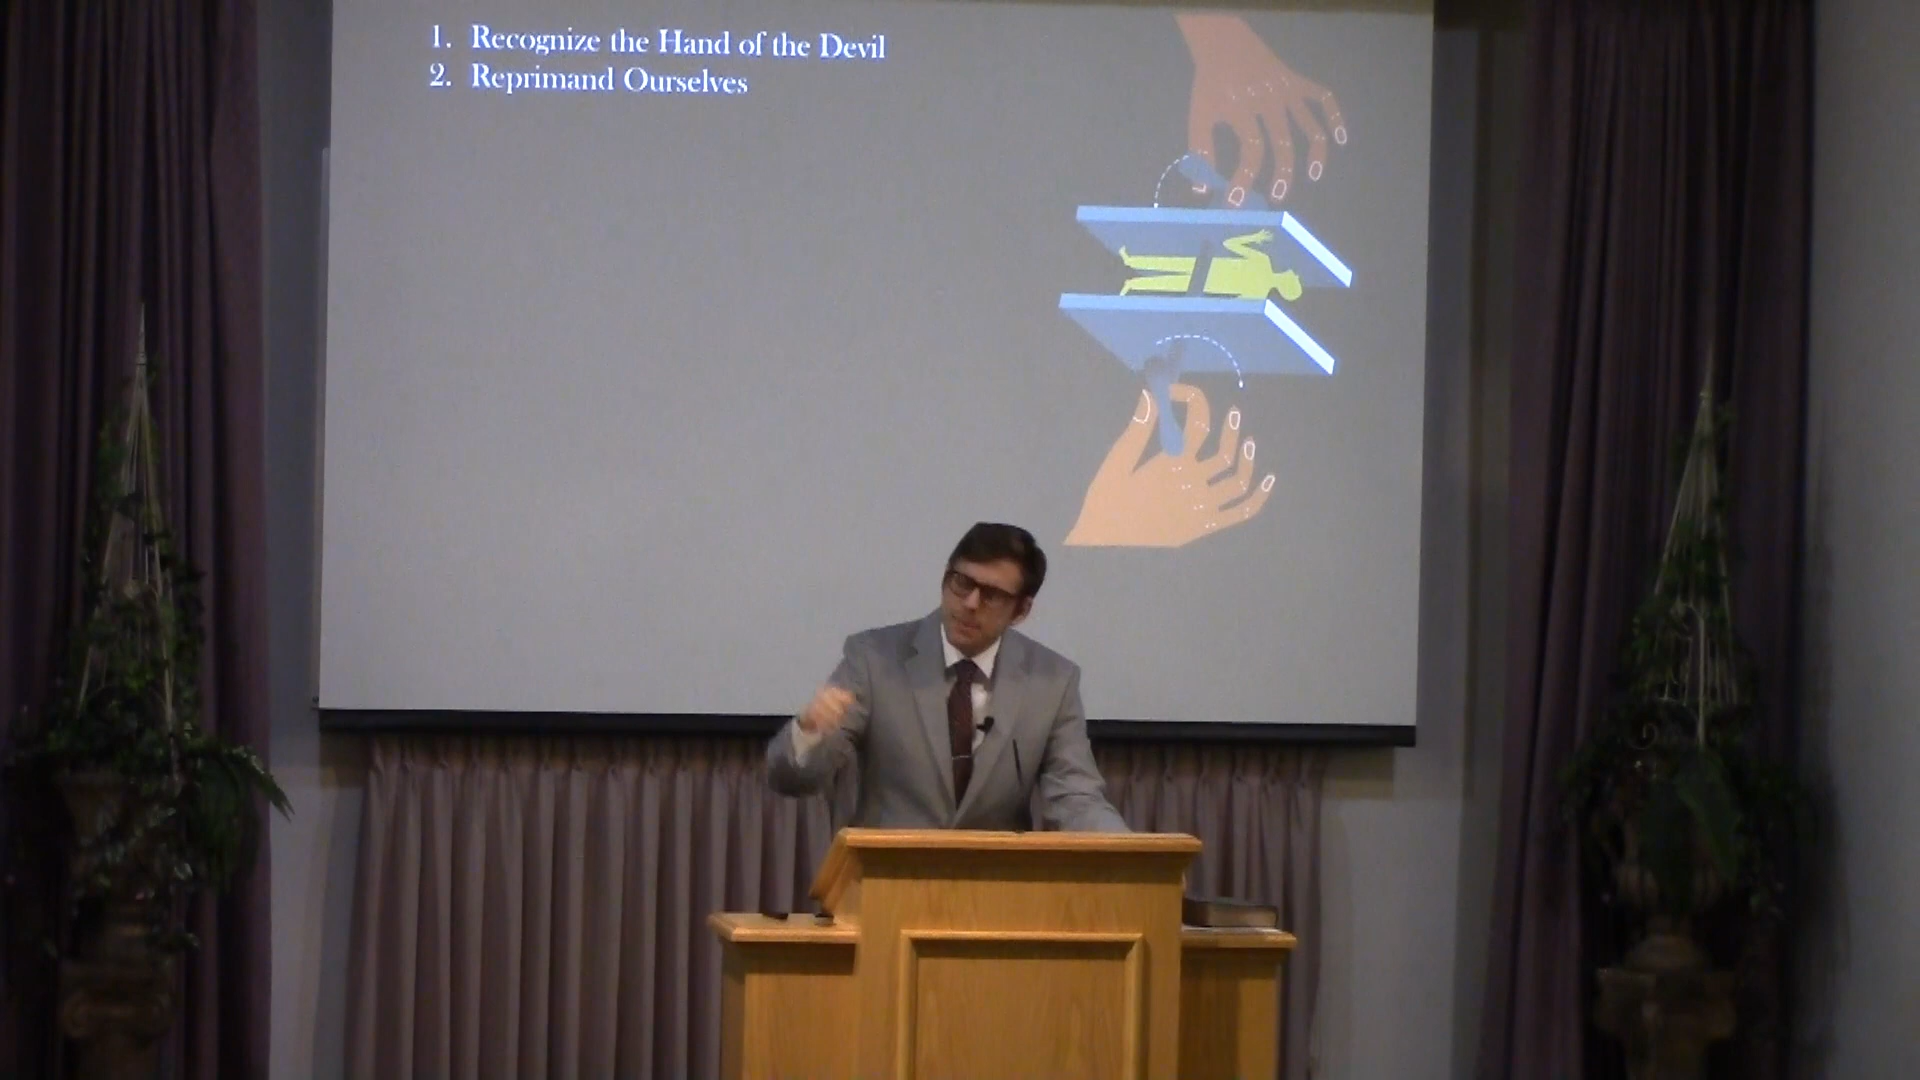 1. Recognize the Hand of the Devil
2. Reprimand Ourselves